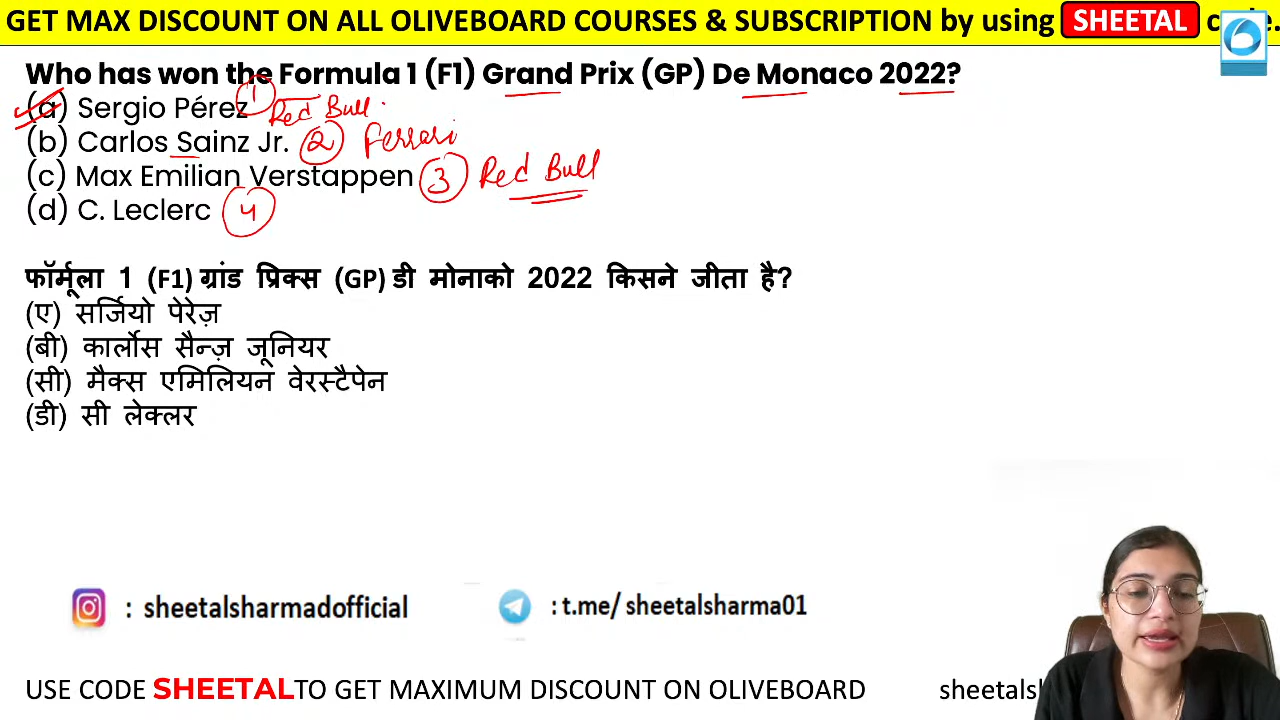 GET MAX DISCOUNT ON ALL OLIVEBOARD COURSES & SUBSCRIPTION by using SHEETAL code.
Who has won the Formula 1 (F1) Grand Prix (GP) De Monaco 2022?
(a) Sergio Pérez 1 Red Bull
(b) Carlos Sainz Jr. 2 Ferrari
(c) Max Emilian Verstappen 3 Red Bull
(d) C. Leclerc 4
फॉर्मूला 1 (F1) ग्रांड प्रिक्स (GP) डी मोनाको 2022 किसने जीता है?
(ए) सर्जियो पेरेज़
(बी) कार्लोस सैन्ज़ जूनियर
(सी) मैक्स एमिलियन वेरस्टैपेन
(डी) सी लेक्लर
: sheetalsharmadofficial
: t.me/ sheetalsharma01
USE CODE SHEETAL TO GET MAXIMUM DISCOUNT ON OLIVEBOARD